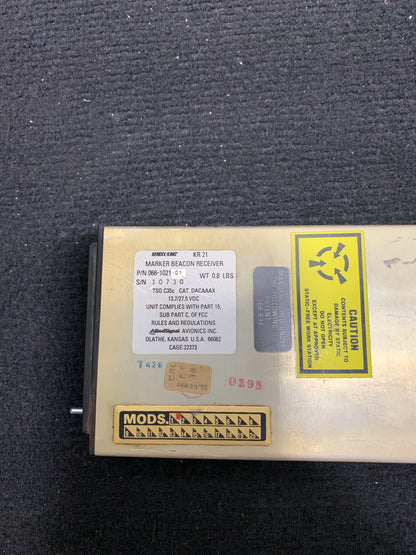 BENDIX/KING® KR 21
MARKER BEACON RECEIVER
P/N 066-1021-01 WT 0.8 LBS
S/N 10730
TSO C35c CAT. DACAAAX
13.7/27.5 VDC
UNIT COMPLIES WITH PART 15,
SUB PART C, OF FCC
RULES AND REGULATIONS
AlliedSignal AVIONICS INC.
OLATHE, KANSAS U.S.A. 66062
CAGE 22373
CAUTION
CONTENTS SUBJECT TO
DAMAGE BY STATIC
ELECTRICITY
DO NOT OPEN
EXCEPT AT APPROVED
STATIC-FREE WORK STATION
0295
MODS.